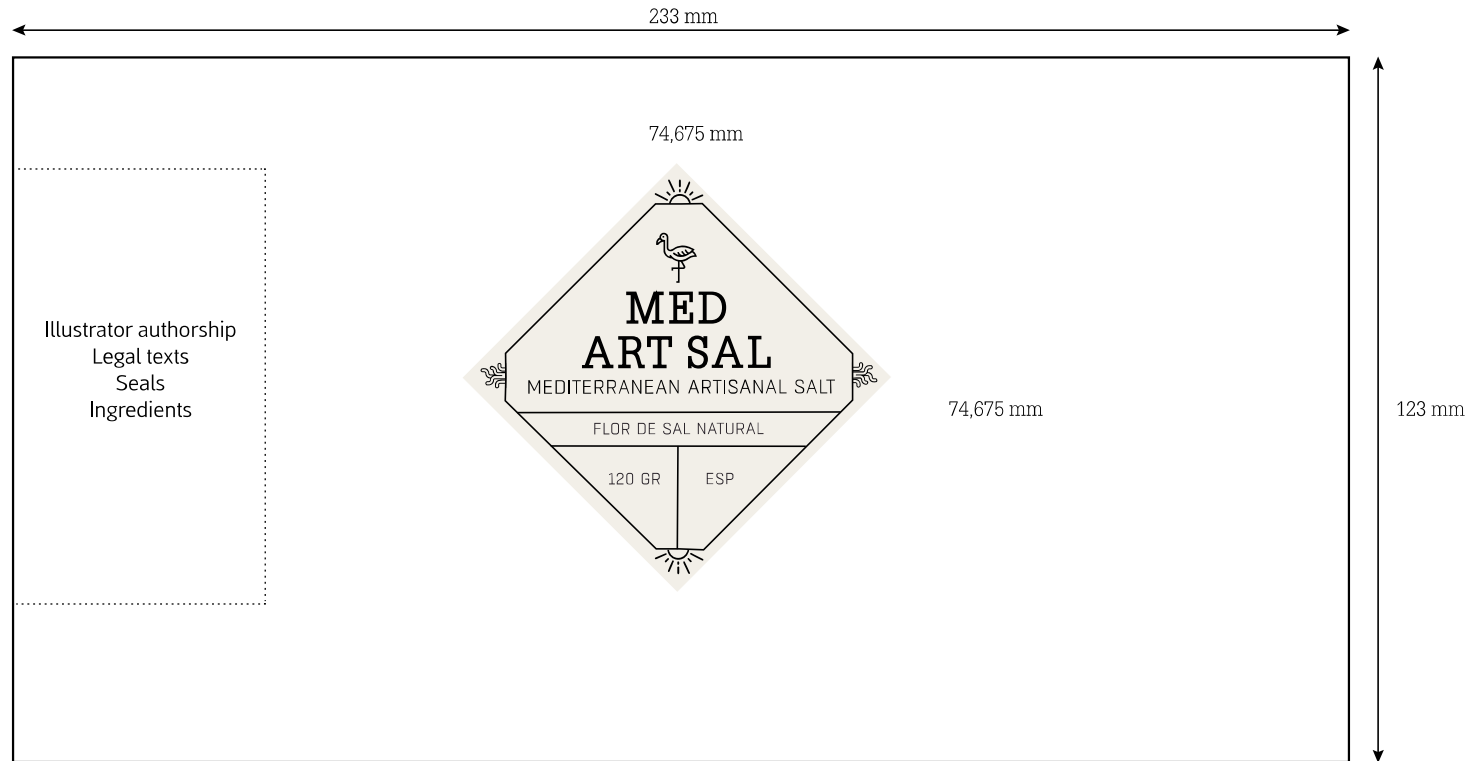 233 mm
74,675 mm
MED
ART SAL
MEDITERRANEAN ARTISANAL SALT
FLOR DE SAL NATURAL
120 GR
ESP
Illustrator authorship
Legal texts
Seals
Ingredients
74,675 mm
123 mm